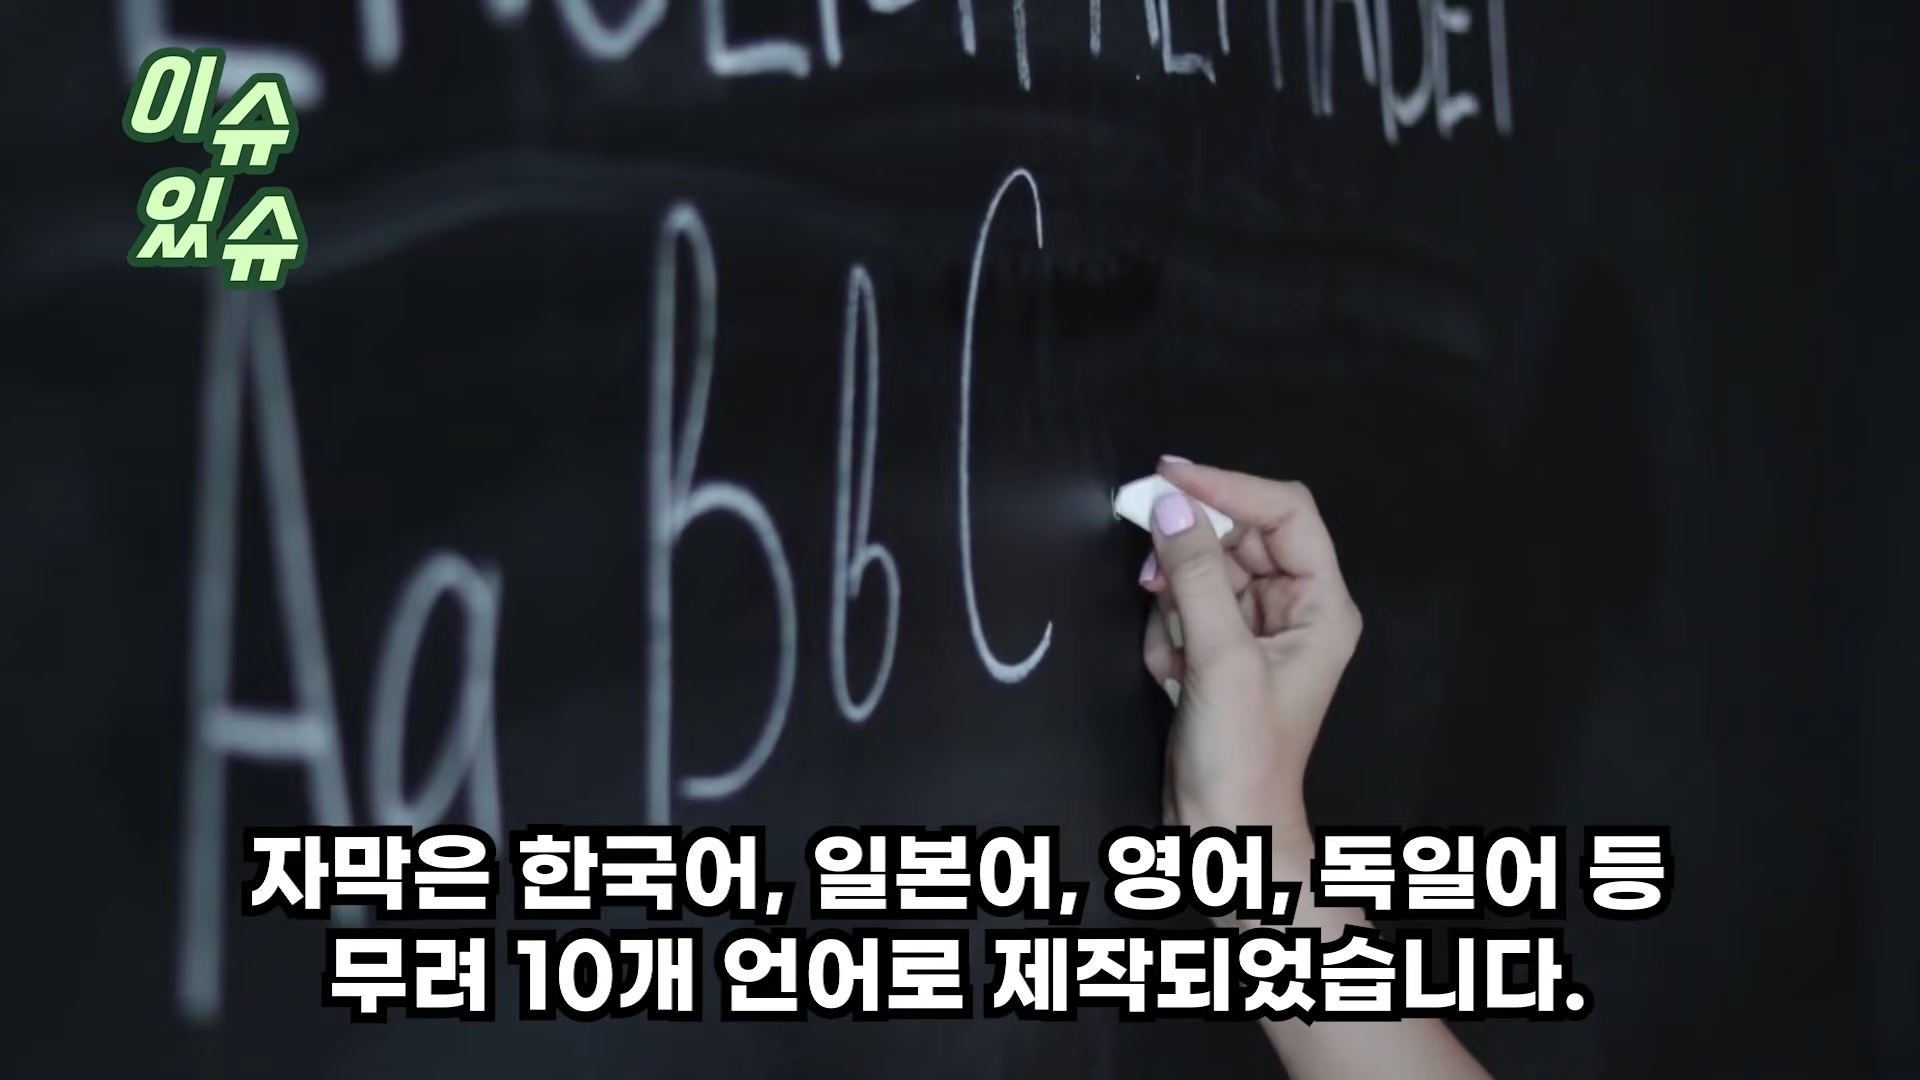 이슈
있슈
Aa Bb C
자막은 한국어, 일본어, 영어, 독일어 등
무려 10개 언어로 제작되었습니다.